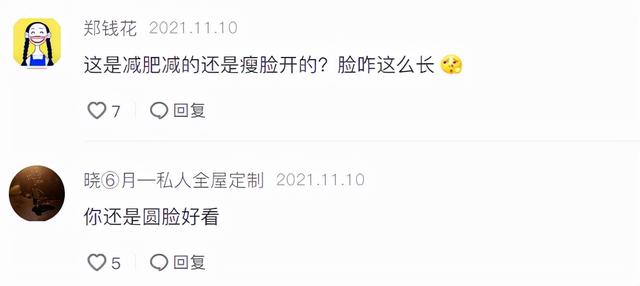 郑钱花 2021.11.10
这是减肥减的还是瘦脸开的？脸咋这么长
7 回复
晓⑥月一私人全屋定制 2021.11.10
你还是圆脸好看
5 回复